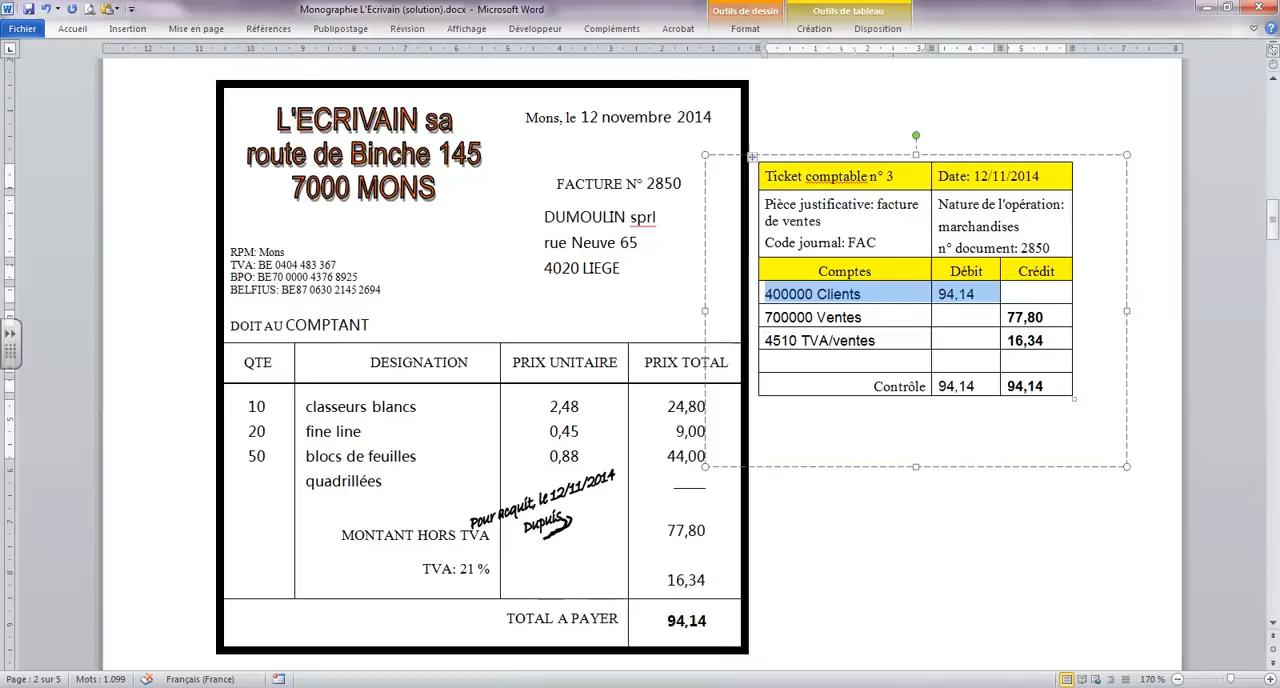 Monographie L'Ecrivain (solution).docx - Microsoft Word
Outils de dessin
Outils de tableau
Fichier
Accueil
Insertion
Mise en page
Références
Publipostage
Révision
Affichage
Développeur
Compléments
Acrobat
Format
Création
Disposition
L'ECRIVAIN sa
route de Binche 145
7000 MONS
Mons, le 12 novembre 2014
FACTURE N° 2850
DUMOULIN sprl
rue Neuve 65
4020 LIEGE
RPM: Mons
TVA: BE 0404 483 367
BPO: BE70 0000 4376 8925
BELFIUS: BE87 0630 2145 2694
DOIT AU COMPTANT
QTE DESIGNATION PRIX UNITAIRE PRIX TOTAL
10 classeurs blancs 2,48 24,80
20 fine line 0,45 9,00
50 blocs de feuilles 0,88 44,00
quadrillées
Pour acquit, le 12/11/2014
Dupuis
MONTANT HORS TVA 77,80
TVA: 21 % 16,34
TOTAL A PAYER 94,14
Ticket comptable n° 3 Date: 12/11/2014
Pièce justificative: facture
de ventes
Code journal: FAC
Nature de l'opération:
marchandises
n° document: 2850
Comptes Débit Crédit
400000 Clients 94,14
700000 Ventes 77,80
4510 TVA/ventes 16,34
Contrôle 94,14 94,14
Page : 2 sur 5
Mots : 1.099
Français (France)
170 %